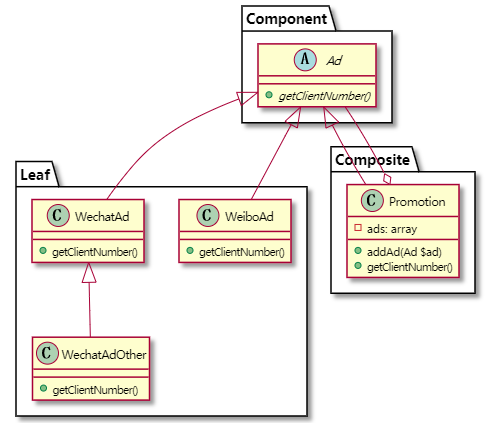 Component
A Ad
getClientNumber()
Leaf
C WechatAd
getClientNumber()
C WeiboAd
getClientNumber()
C WechatAdOther
getClientNumber()
Composite
C Promotion
ads: array
addAd(Ad $ad)
getClientNumber()